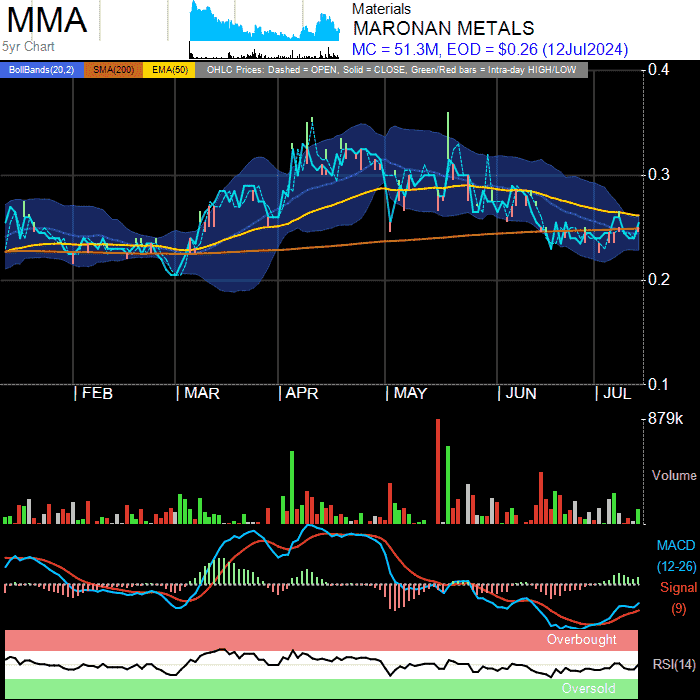 MMA
5yr Chart
Materials
MARONAN METALS
MC = 51.3M, EOD = $0.26 (12Jul2024)
BollBands(20,2) SMA(200) EMA(50) OHLC Prices: Dashed = OPEN, Solid = CLOSE, Green/Red bars = Intra-day HIGH/LOW
0.4
0.3
0.2
0.1
| FEB | MAR | APR | MAY | JUN | JUL
879k
Volume
MACD
(12-26)
Signal
(9)
Overbought
RSI(14)
Oversold